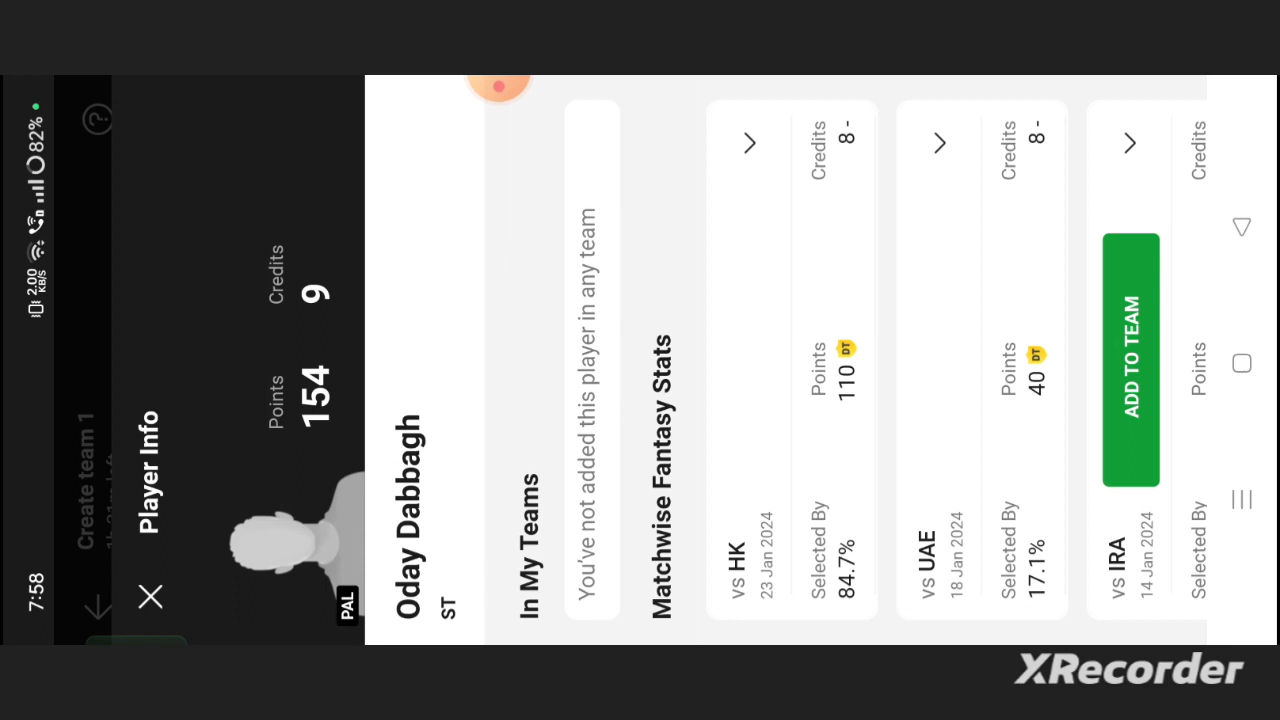 7:58
2.00
KB/S
82%
Create team 1
Player Info
Points
Credits
154
9
PAL
Oday Dabbagh
ST
In My Teams
You've not added this player in any team
Matchwise Fantasy Stats
vs HK
23 Jan 2024
Selected By
Points
Credits
84.7%
110 DT
8 -
vs UAE
18 Jan 2024
Selected By
Points
Credits
17.1%
40 DT
8 -
vs IRA
14 Jan 2024
ADD TO TEAM
Selected By
Points
Credits
XRecorder